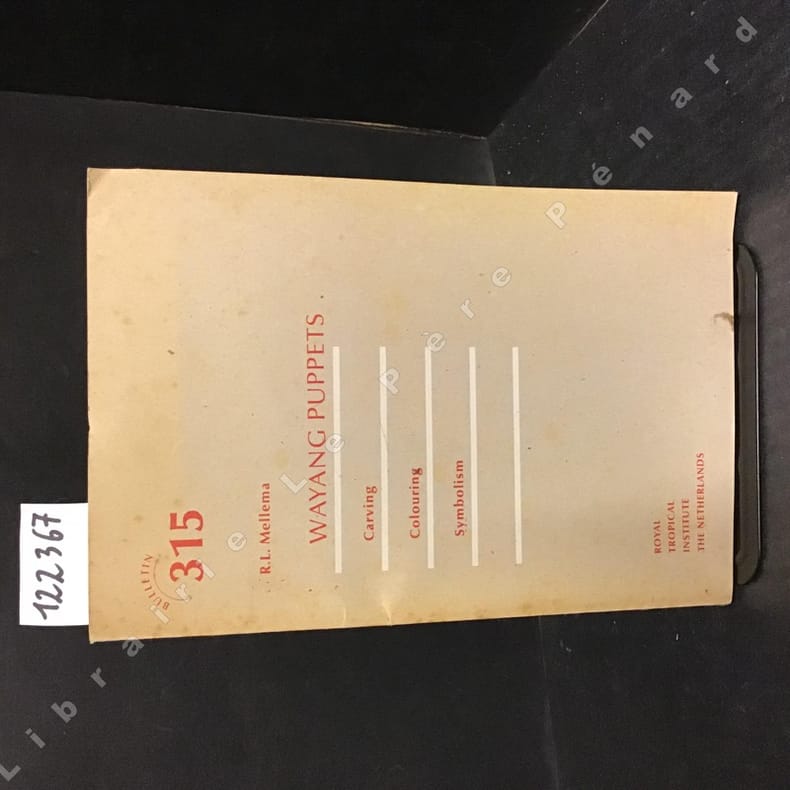 BULLETIN
315
R.L. Mellema
WAYANG PUPPETS
Carving
Colouring
Symbolism
ROYAL
TROPICAL
INSTITUTE
THE NETHERLANDS
122367
Librairie Le Père Pénard